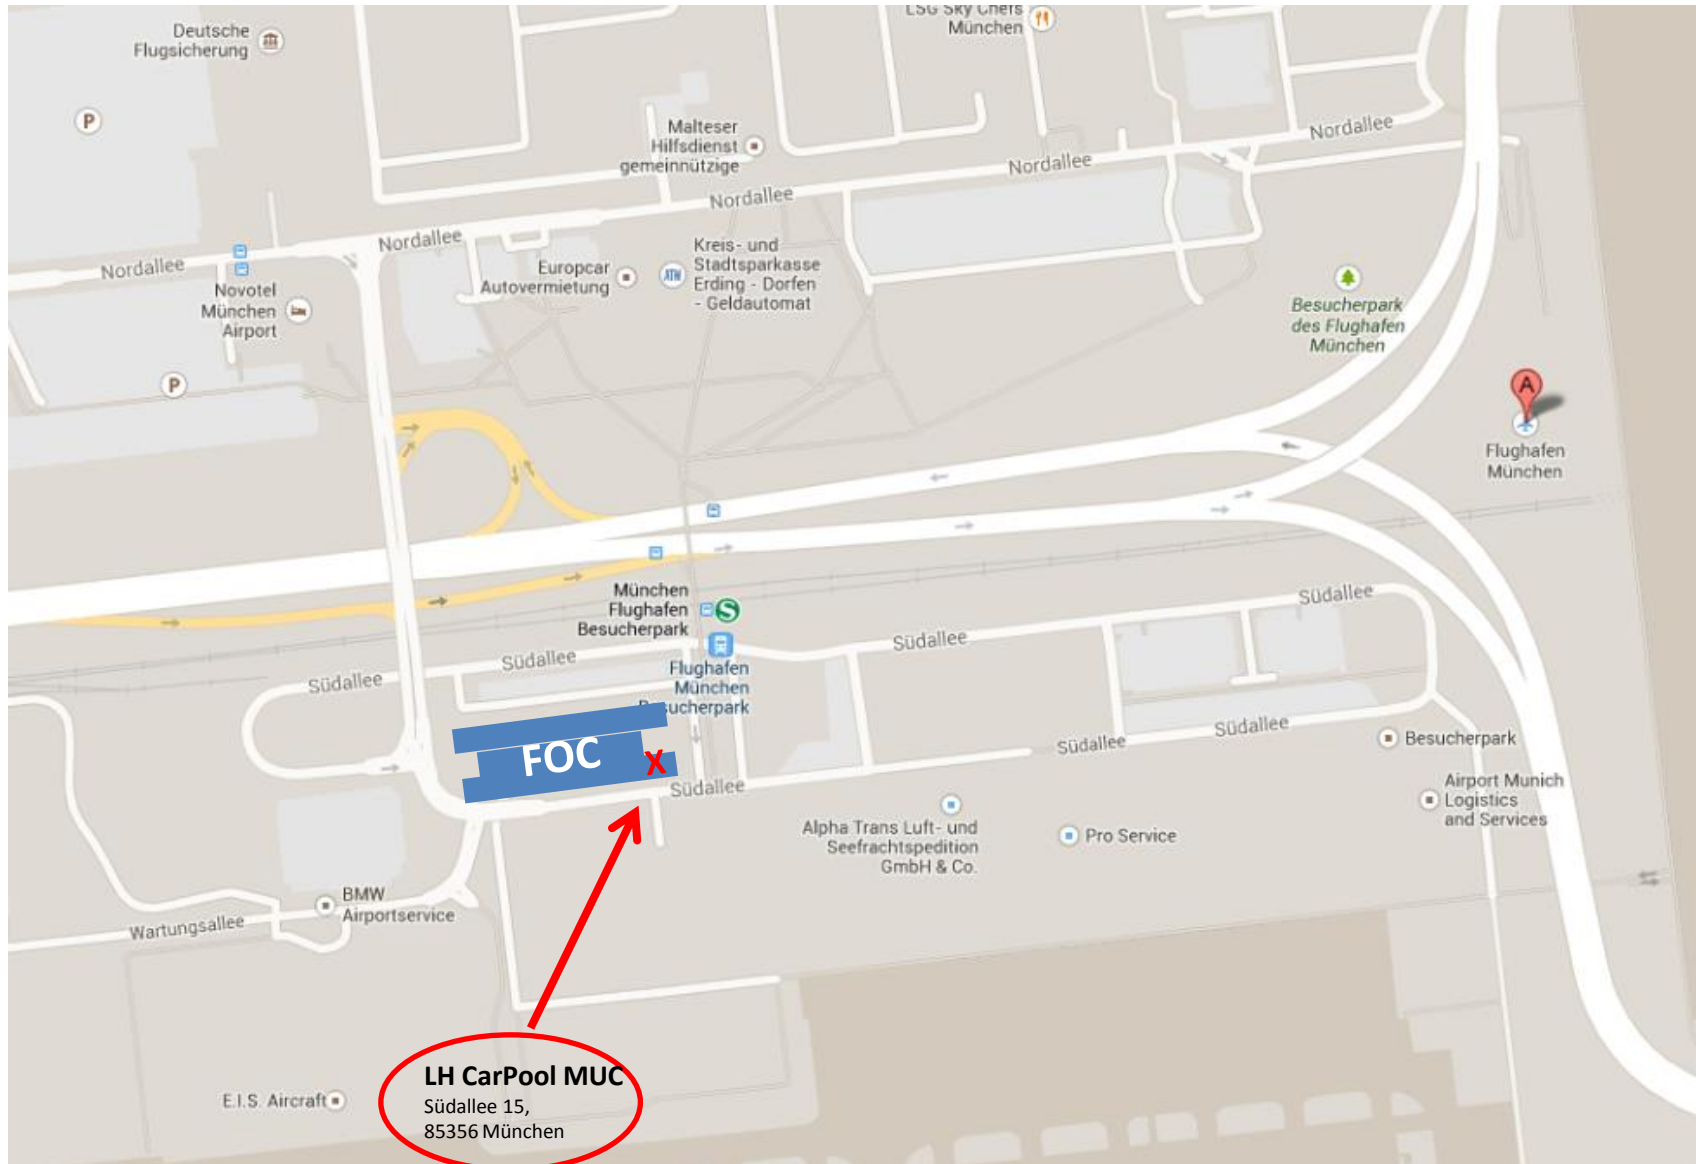 Deutsche
Flugsicherung
LSG Sky Chefs
München
P
Malteser
Hilfsdienst
gemeinnützige
Nordallee
Nordallee
Nordallee
Nordallee
Nordallee
Novotel
München
Airport
Europcar
Autovermietung
ATM
Kreis- und
Stadtsparkasse
Erding - Dorfen
- Geldautomat
Besucherpark
des Flughafen
München
P
A
Flughafen
München
München
Flughafen
Besucherpark
S
Südallee
Südallee
Südallee
Südallee
Flughafen
München
Besucherpark
FOC
X
Südallee
Südallee
Südallee
Besucherpark
Airport Munich
Logistics
and Services
Alpha Trans Luft- und
Seefrachtspedition
GmbH & Co.
Pro Service
BMW
Airportservice
Wartungsallee
E.I.S. Aircraft
LH CarPool MUC
Südallee 15,
85356 München